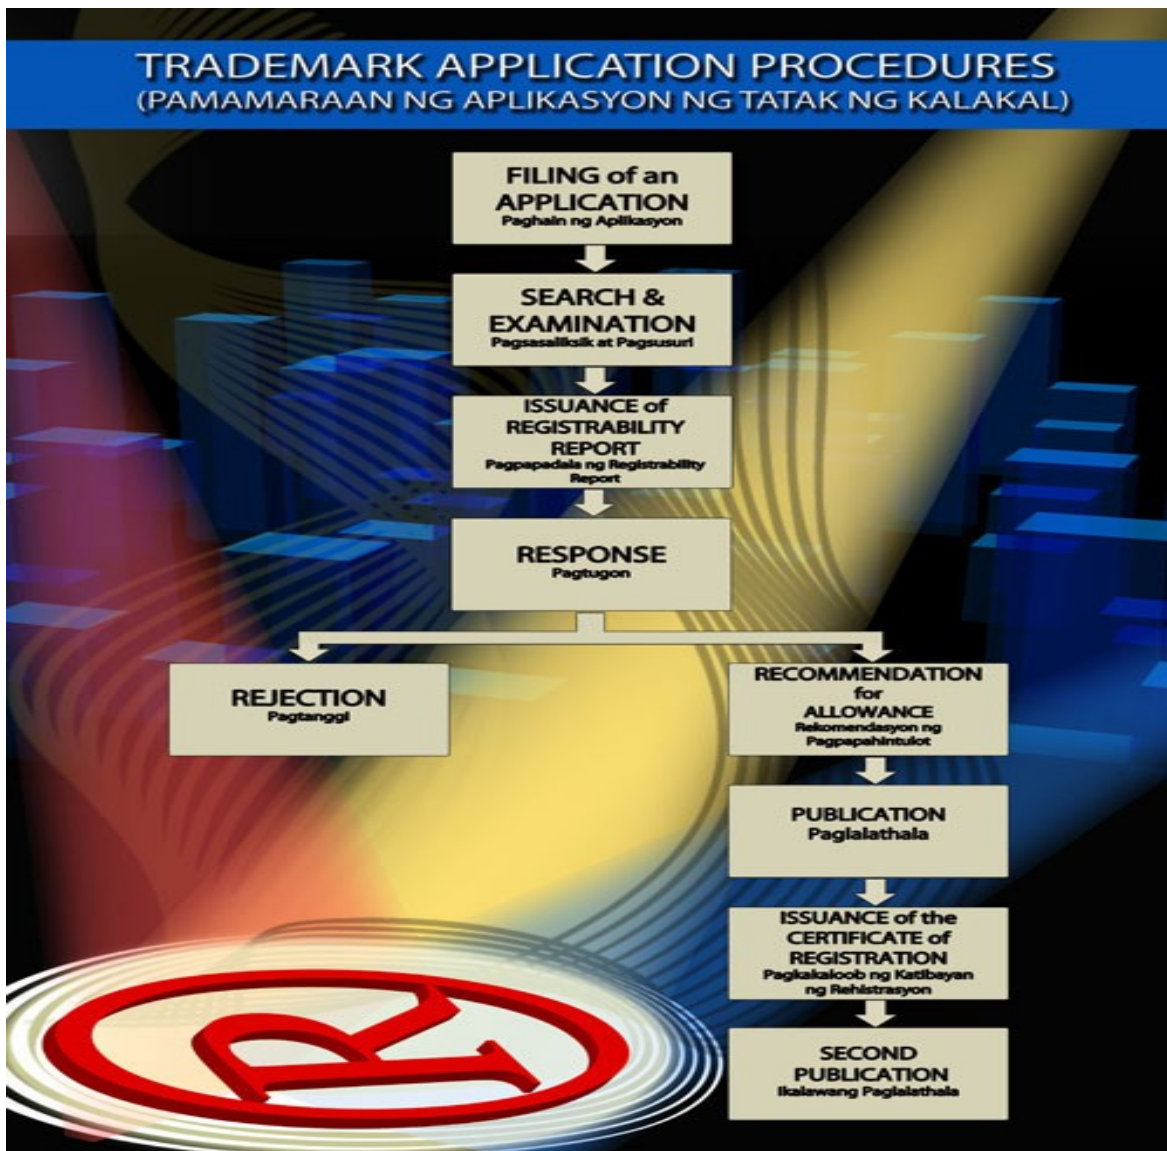 TRADEMARK APPLICATION PROCEDURES
(PAMAMARAAN NG APLIKASYON NG TATAK NG KALAKAL)
FILING of an
APPLICATION
Paghain ng Aplikasyon
SEARCH &
EXAMINATION
Pagsasaliksik at Pagsusuri
ISSUANCE of
REGISTRABILITY
REPORT
Pagpapadala ng Registrability
Report
RESPONSE
Pagtugon
REJECTION
Pagtanggi
RECOMMENDATION
for
ALLOWANCE
Rekomendasyon ng
Pagpapahintulot
PUBLICATION
Paglalathala
ISSUANCE of the
CERTIFICATE of
REGISTRATION
Pagkakaloob ng Katibayan
ng Rehistrasyon
SECOND
PUBLICATION
Ikalawang Paglalathala
R